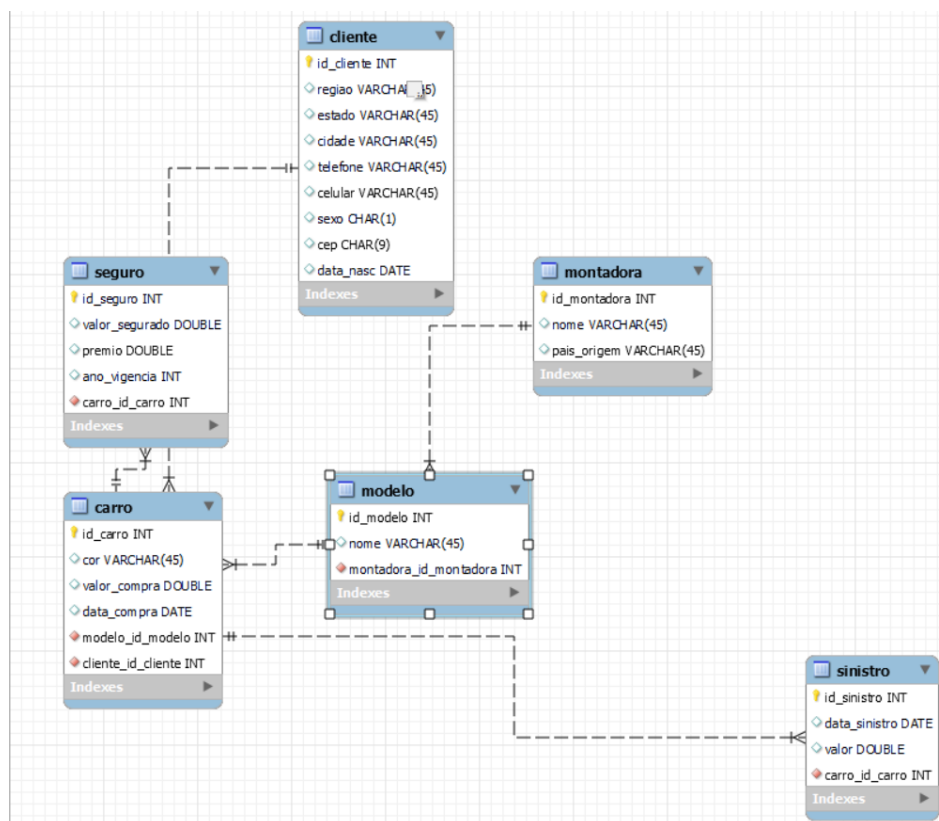 cliente
id_cliente INT
regiao VARCHA 5)
estado VARCHAR(45)
cidade VARCHAR(45)
telefone VARCHAR(45)
celular VARCHAR(45)
sexo CHAR(1)
cep CHAR(9)
data_nasc DATE
Indexes
seguro
id_seguro INT
valor_segurado DOUBLE
premio DOUBLE
ano_vigencia INT
carro_id_carro INT
Indexes
montadora
id_montadora INT
nome VARCHAR(45)
pais_origem VARCHAR(45)
Indexes
carro
id_carro INT
cor VARCHAR(45)
valor_compra DOUBLE
data_compra DATE
modelo_id_modelo INT
cliente_id_cliente INT
Indexes
modelo
id_modelo INT
nome VARCHAR(45)
montadora_id_montadora INT
Indexes
sinistro
id_sinistro INT
data_sinistro DATE
valor DOUBLE
carro_id_carro INT
Indexes